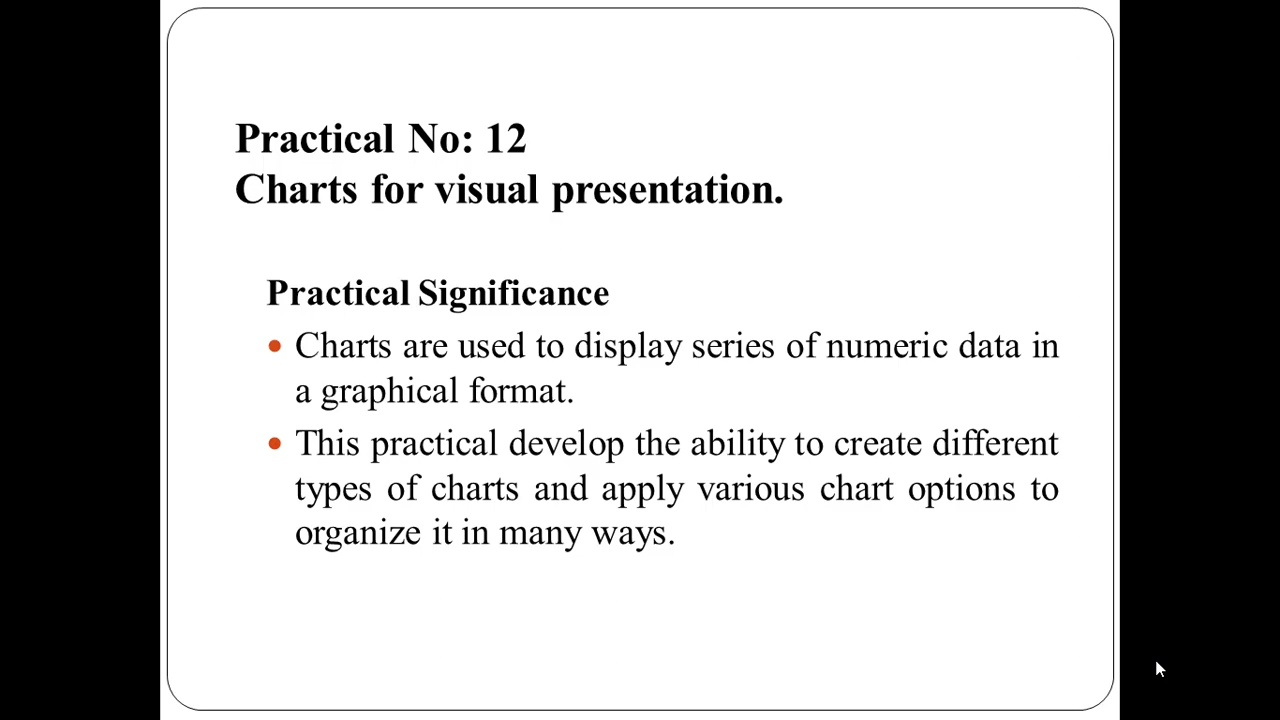 Practical No: 12
Charts for visual presentation.
Practical Significance
• Charts are used to display series of numeric data in
a graphical format.
• This practical develop the ability to create different
types of charts and apply various chart options to
organize it in many ways.